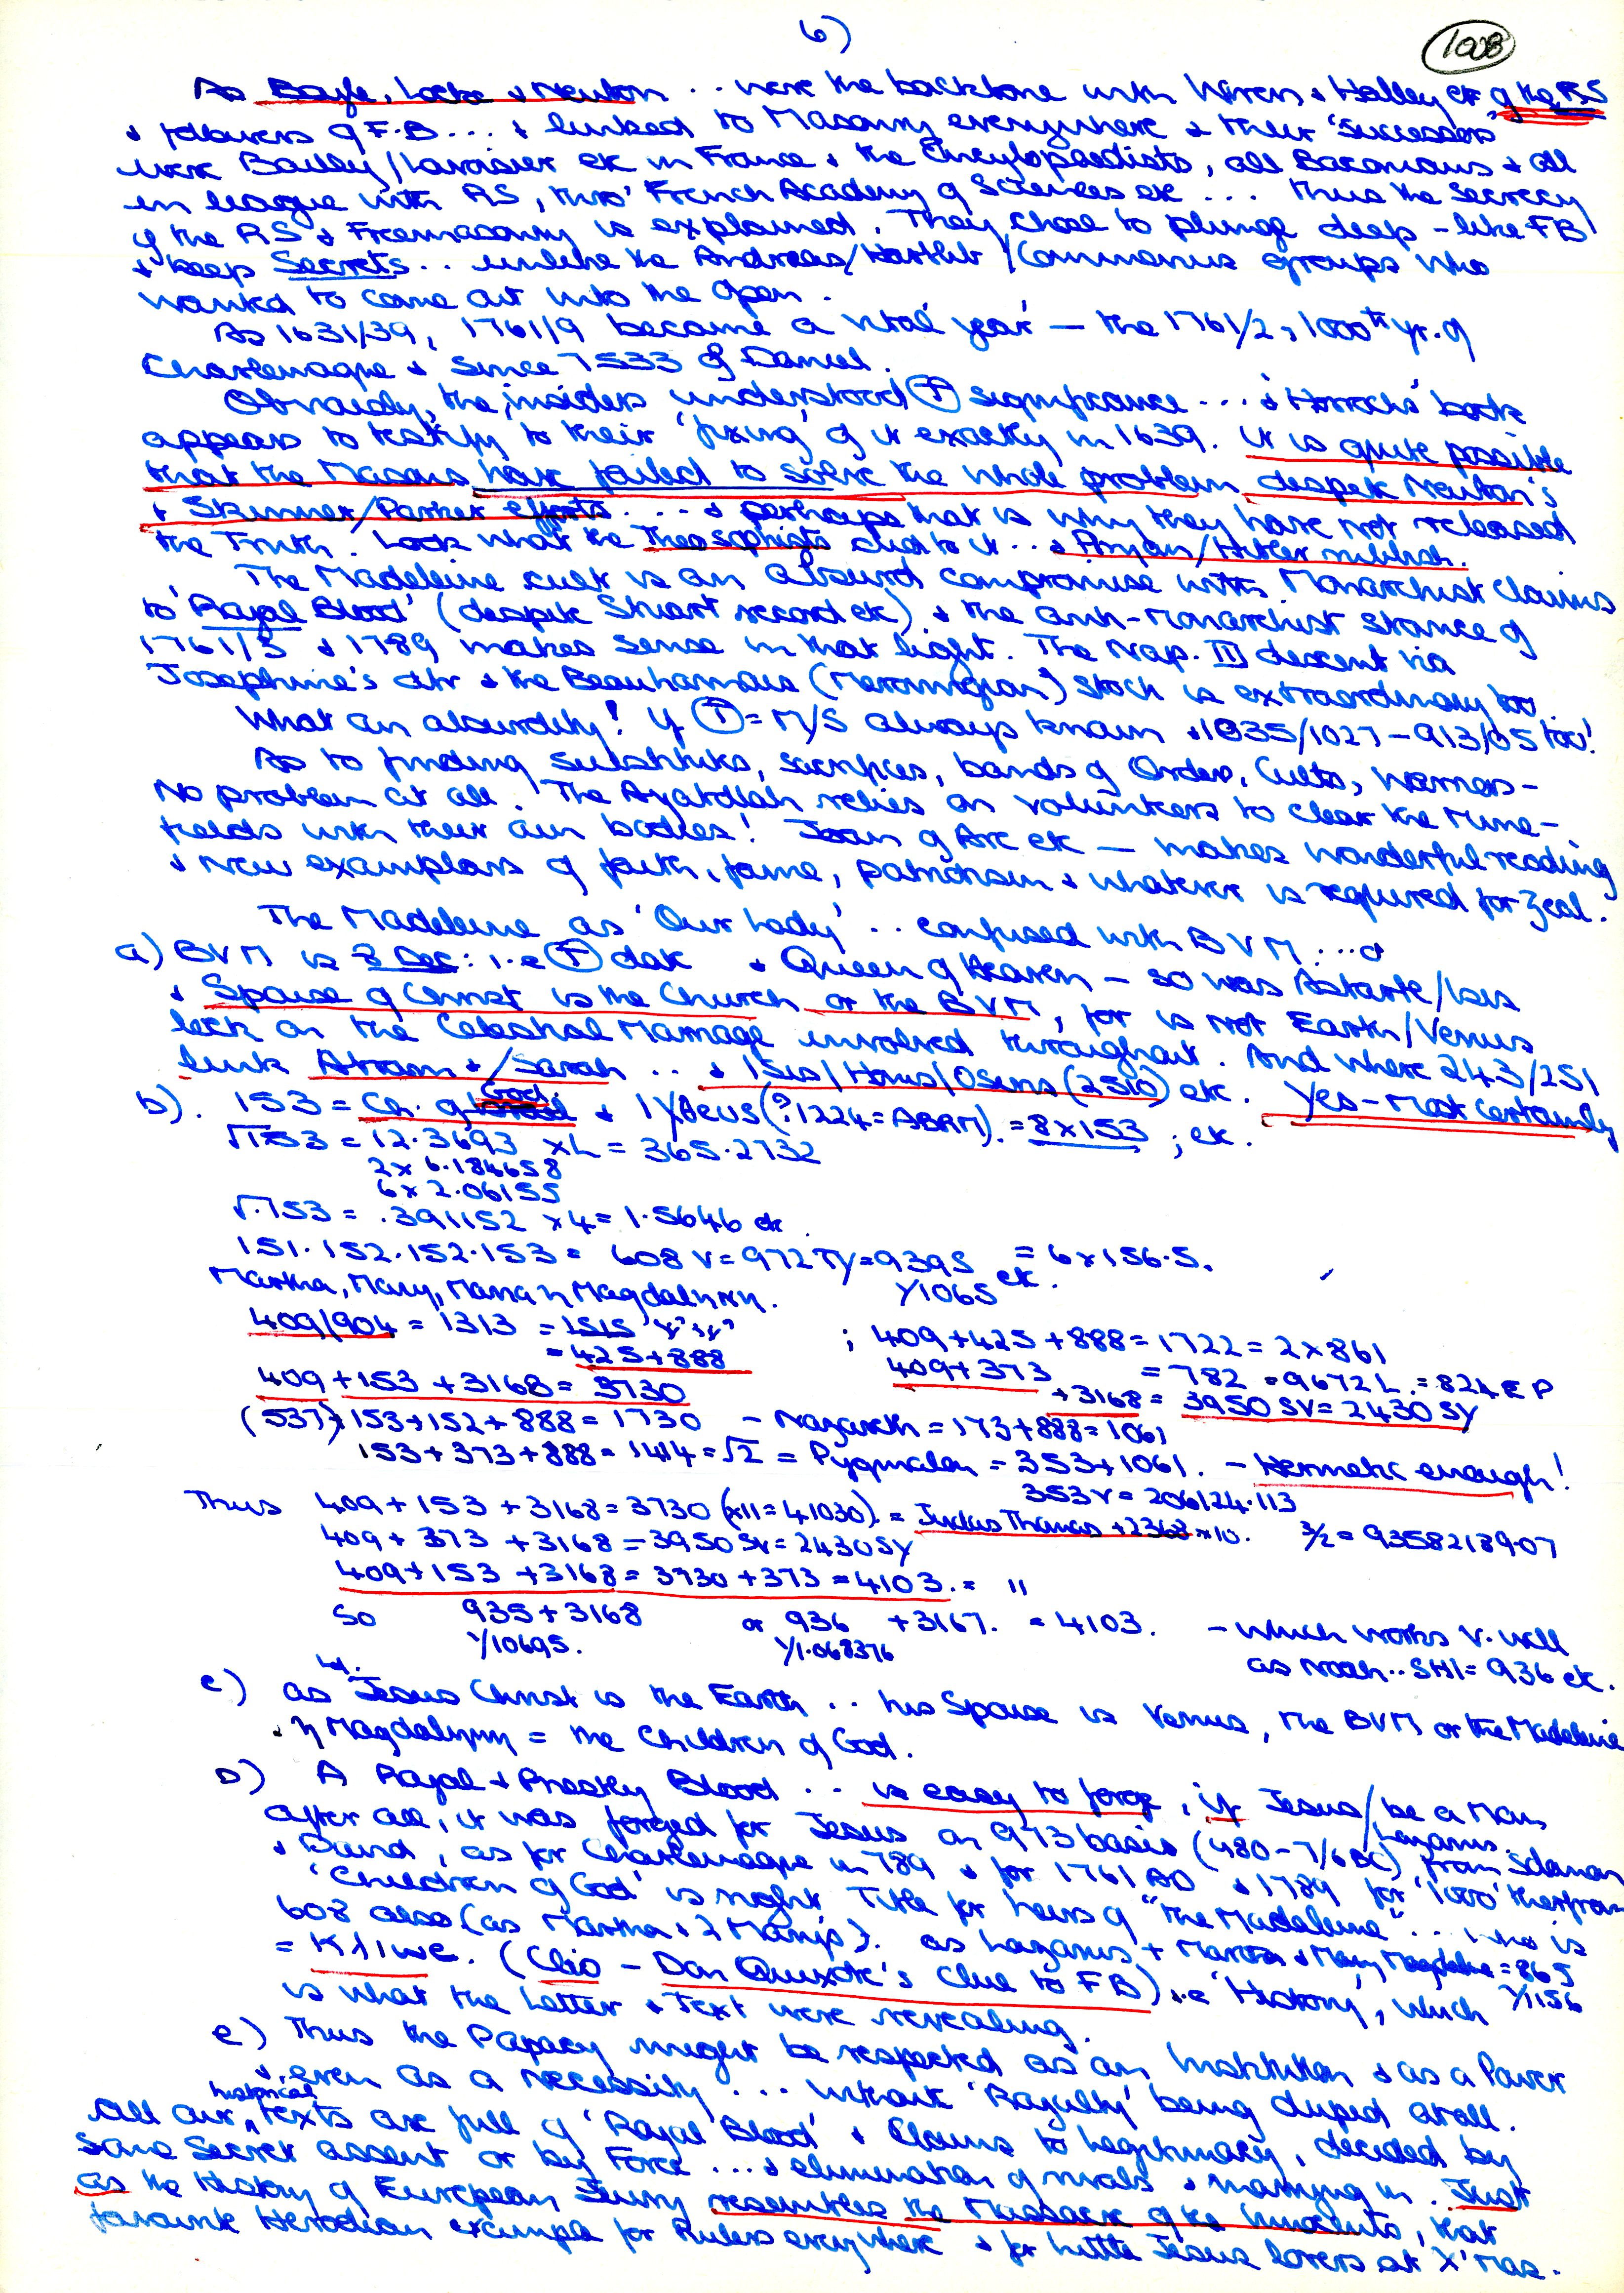 6)
1008
As Boyle, Locke & Newton .. were the backbone with Wren & Halley etc of the RS
& followers of F.B... & linked to Masonry everywhere & their 'successors'
were Bailly/Lavoisier etc in France & the Encylopaedists, all Baconians & all
in league with RS, thro' French Academy of Sciences etc ... Thus the secrecy
of the RS & Freemasonry is explained. They chose to plunge deep - like FB
& keep Secrets .. unlike the Andreas/Hartlib/Commenius groups who
wanted to come out into the open.
As 1631/39, 1761/9 became a vital 'year' - the 1761/2, 1000th yr. of
Charlemagne & since 7533 of Daniel.
Obviously, the insiders understood (T) significance ... & Horrocks' book
appears to testify to their 'fixing' of it exactly in 1639. It is quite possible
that the Masons have failed to solve the whole problem despite Newton's
& Skinner/Parker efforts .... & perhaps that is why they have not released
the Truth. Look what the Theosophists did to it .. & Aryan/Hitler rubbish.
The Madeleine cult is an absurd compromise with Monarchist claims
to 'Royal Blood' (despite Stuart record etc) & the anti-Monarchist stance of
1761/3 & 1789 makes sense in that light. The Nap. III descent via
Josephine's dtr & the Beauharnais (Merovingian?) stock is extraordinary too.
What an absurdity! If (T) = M/S always known & 1035/1027 - 913/05 too!
As to finding substitutes, sacrifices, bands of Orders, Cults, Warriors -
No problem at all. The Ayatollah relies on volunteers to clear the mine-
fields with their own bodies! Joan of Arc etc - makes wonderful reading
& new examplars of faith, fame, patriotism & whatever is required for zeal.
The Madeleine as 'Our Lady' .. confused with BVM ...
a) BVM is 8 Dec: i.e (T) date & Queen of Heaven - so was Astarte/Isis
& Spouse of Christ is the Church or the BVM, for is not Earth/Venus
lock on the Celestial Marriage involved throughout. And where 243/251
link Abram &/Sarah .. & Isis/Horus/Osiris (2510) etc. Yes - Most Certainly
b). 153 = Ch. of God & 1/Deus (?1224 = ABRM). = 8 x 153 ; etc.
√153 = 12.3693 x L = 365.2732
2 x 6.184658
6 x 2.06155
√.153 = .391152 x 4 = 1.5646 etc.
151. 152. 152. 153 = 608 V = 972 TY = 939 S = 6 x 156.5.
Martha, Mary, Maria η Magdalηνη. Y1065 etc.
409/904 = 1313 = 1515
= 425 + 888
; 409 + 425 + 888 = 1722 = 2 x 861
409 + 373 = 782 = 9672 L. = 824 EP
409 + 153 + 3168 = 3730
+ 3168 = 3950 SV = 2430 SY
(537) + 153 + 152 + 888 = 1730 - Nazareth = 173 + 888 = 1061
153 + 373 + 888 = 1414 = √2 = Pygmalion = 353 + 1061. - Hermetic enough!
353 V = 206124.113
Thus 409 + 153 + 3168 = 3730 (x11 = 41030). = Judas Thomas + 2368 x 10. 3/2 = 9358218907
409 + 373 + 3168 = 3950 SV = 2430 SY
409 + 153 + 3168 = 3730 + 373 = 4103. = "
So 935 + 3168 or 936 + 3167. = 4103. - which works v. well
Y10695. Y1.068376 as Noah .. SHI = 936 etc.
c) as Jesus Christ is the Earth .. his Spouse is Venus, the BVM or the Madeleine
& η Magdalηνη = the Children of God.
D) A Royal & Priestly Blood .. is easy to forge, if Jesus/Lazarus be a Man
after all, it was forged for Jesus on 973 basis (480 - 7/6 BC) from Solomon
& David, as for Charlemagne in 789 & for 1761 AD & 1789 for '1000' therefrom
'Children of God' is right Title for heirs of "the Madeleine" ... who is
608 also (as Martha & 2 Marys). as Lazarus + Martha & Mary Magdalene = 865
= Κλιως. (Clio - Don Quixote's Clue to FB) i.e 'History', which Y1156
is what the Letter & Text were revealing.
e) Thus the Papacy might be respected as an Institution & as a Power
& even as a necessity ... without 'Royalty' being duped at all.
All our historical texts are full of 'Royal Blood' & Claims to Legitimacy, decided by
some Secret assent or by Force ... & elimination of rivals & marrying in. Just
as the History of European Jewry resembles the Massacre of the Innocents, that
favourite Herodian example for Rulers everywhere & for little Jesus lovers at X'mas.